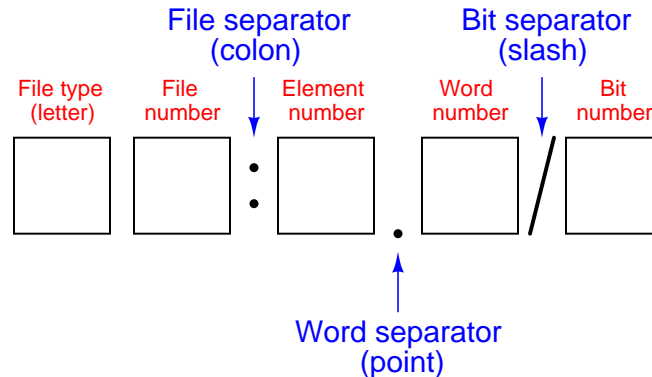 File separator
(colon)
Bit separator
(slash)
File type
(letter)
File
number
Element
number
Word
number
Bit
number
:
.
/
Word separator
(point)